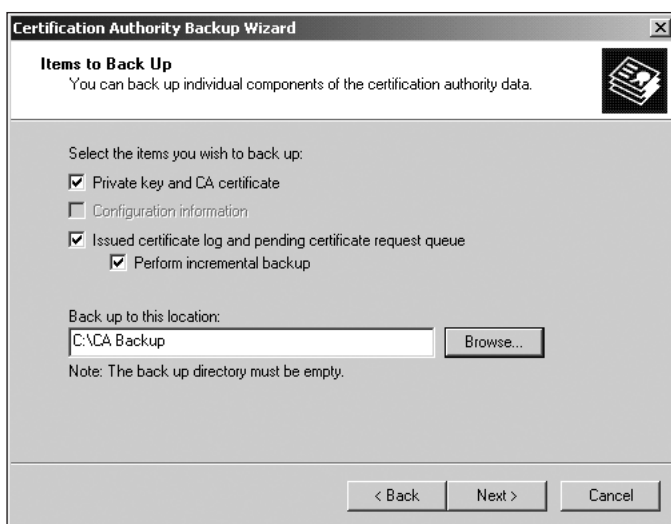 Certification Authority Backup Wizard
Items to Back Up
You can back up individual components of the certification authority data.
Select the items you wish to back up:
Private key and CA certificate
Configuration information
Issued certificate log and pending certificate request queue
Perform incremental backup
Back up to this location:
C:\CA Backup
Browse...
Note: The back up directory must be empty.
< Back
Next >
Cancel